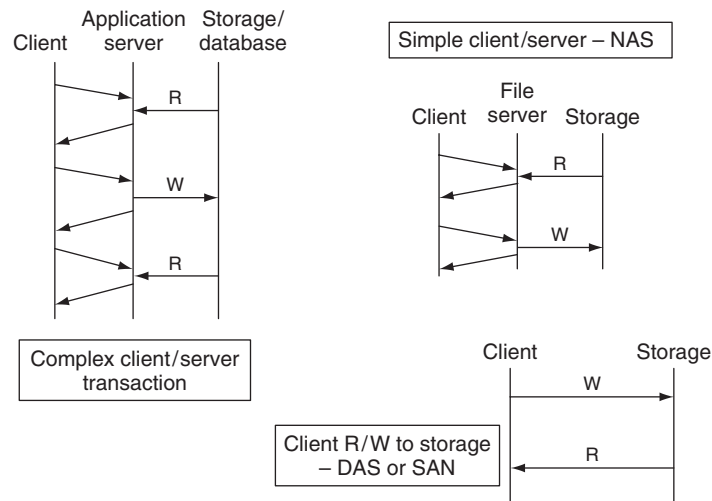 Client
Application
server
Storage/
database
R
W
R
Complex client/server
transaction
Simple client/server – NAS
Client
File
server
Storage
R
W
Client
Storage
W
R
Client R/W to storage
– DAS or SAN